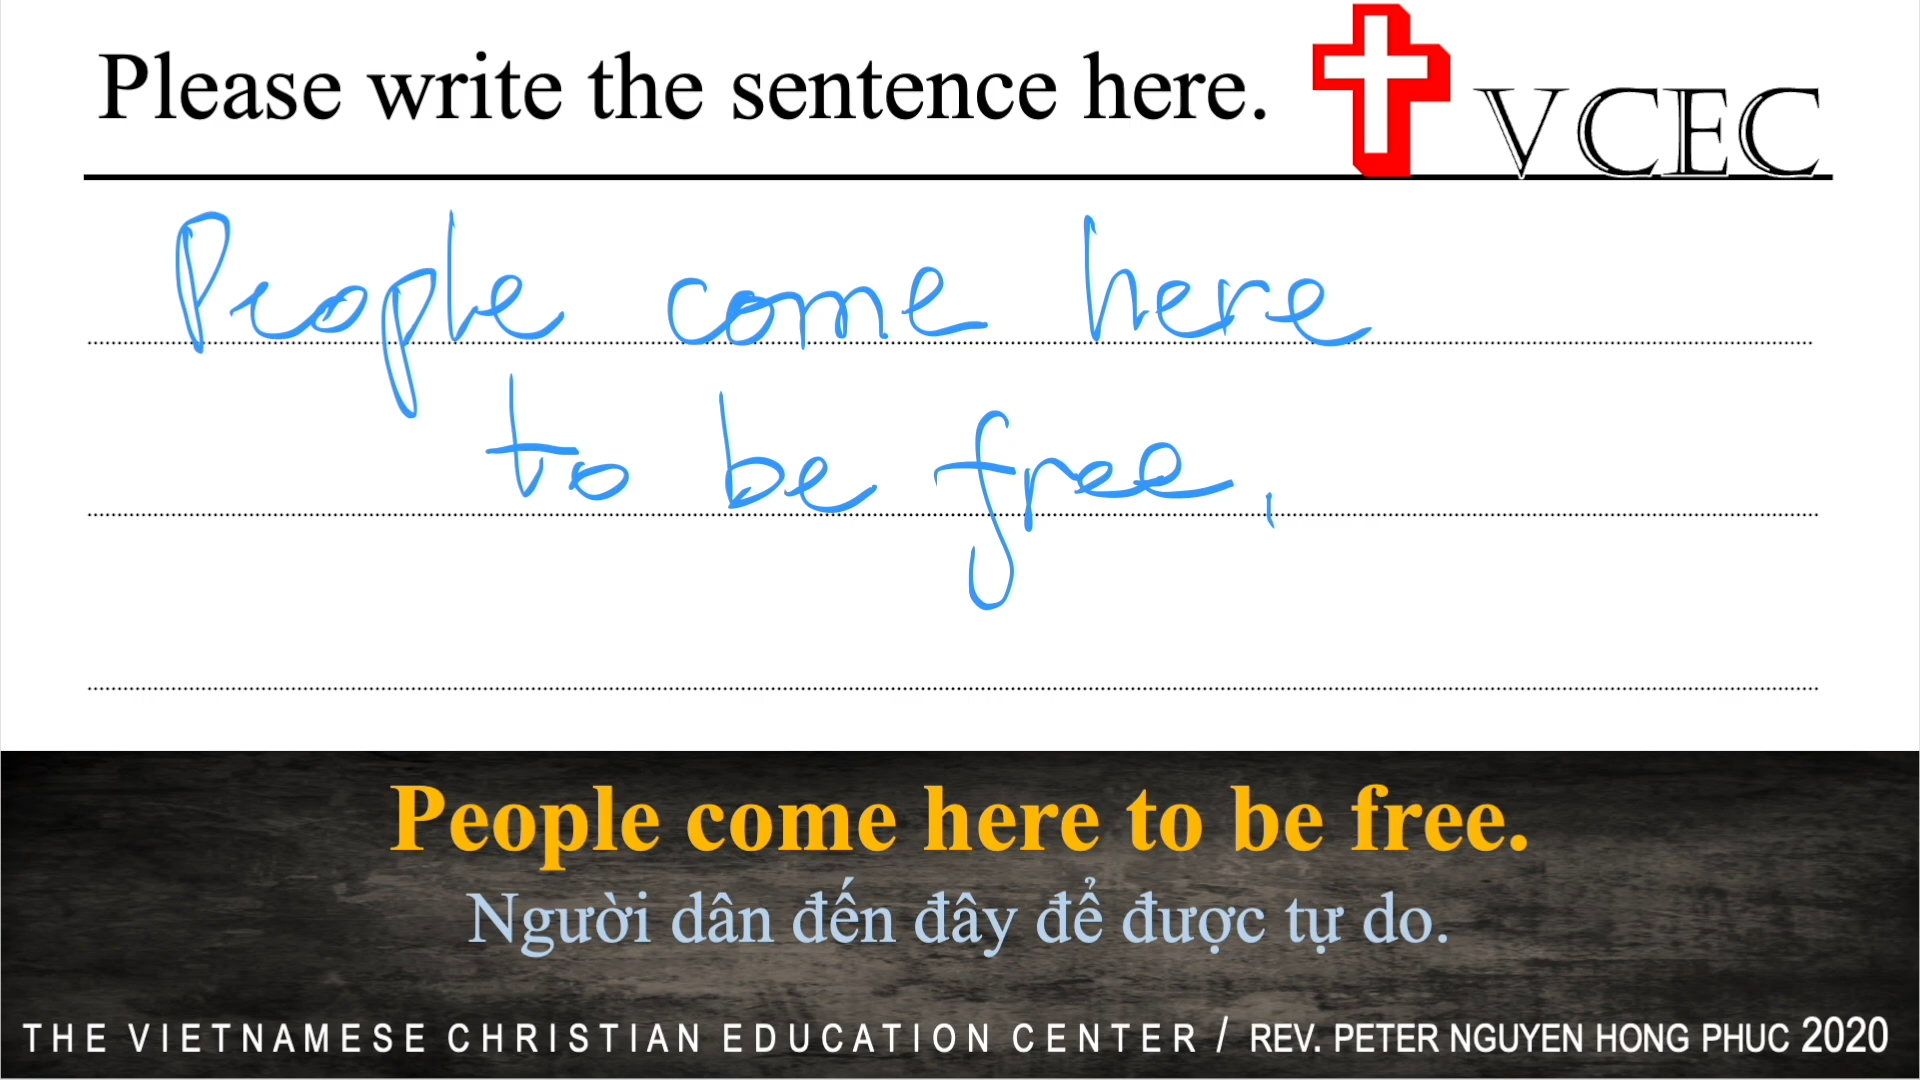 Please write the sentence here.
VCEC
People come here
to be free.
People come here to be free.
Người dân đến đây để được tự do.
THE VIETNAMESE CHRISTIAN EDUCATION CENTER / REV. PETER NGUYEN HONG PHUC 2020